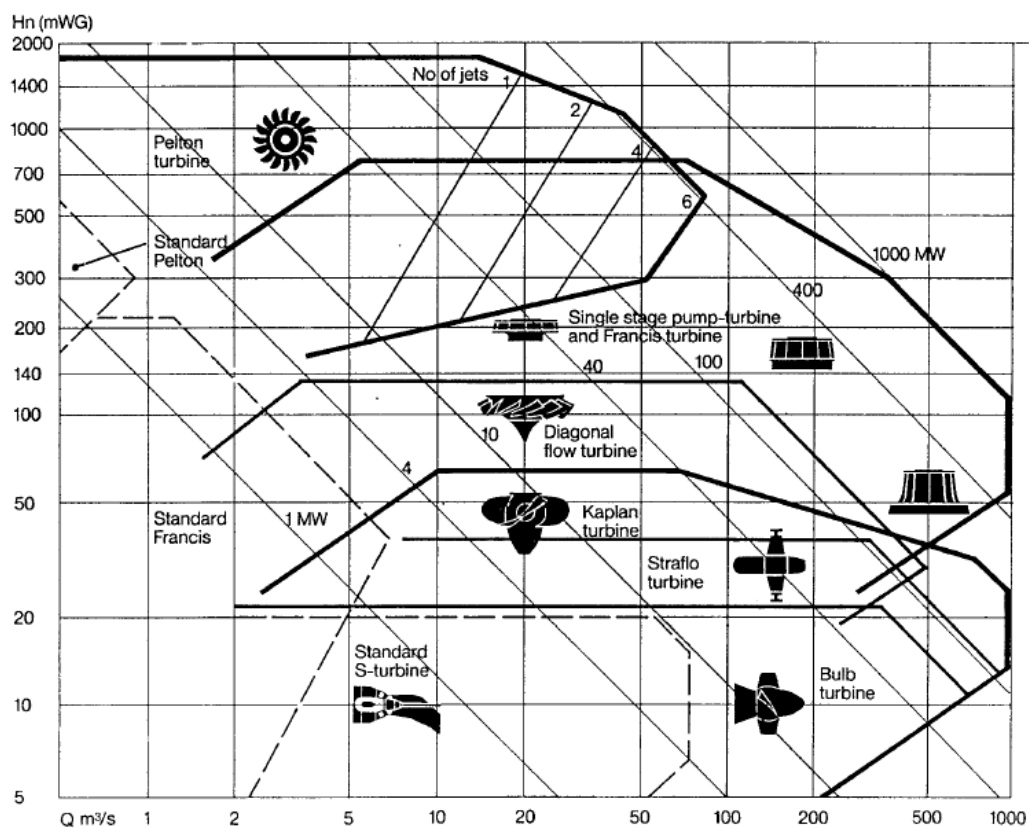 Hn (mWG)
2000
1400
1000
700
500
300
200
140
100
50
20
10
5
No of jets
1
2
4
6
Pelton
turbine
Standard
Pelton
1000 MW
400
Single stage pump-turbine
and Francis turbine
40
100
10
Diagonal
flow turbine
4
Standard
Francis
1 MW
Kaplan
turbine
Straflo
turbine
Standard
S-turbine
Bulb
turbine
Q m³/s 1 2 5 10 20 50 100 200 500 1000